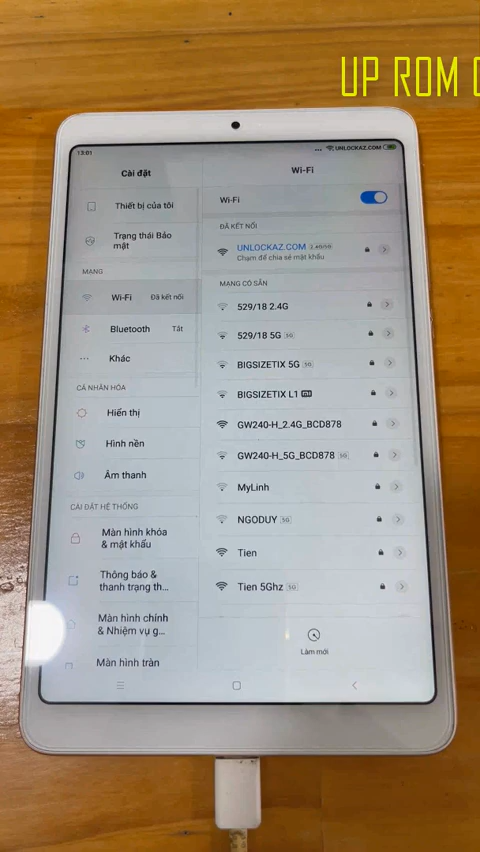 UP ROM
13:01
UNLOCKAZ.COM
Cài đặt
Thiết bị của tôi
Trạng thái Bảo
mật
MẠNG
Wi-Fi Đã kết nối
Bluetooth Tắt
Khác
CÁ NHÂN HÓA
Hiển thị
Hình nền
Âm thanh
CÀI ĐẶT HỆ THỐNG
Màn hình khóa
& mật khẩu
Thông báo &
thanh trạng th...
Màn hình chính
& Nhiệm vụ g...
Màn hình tràn
Wi-Fi
Wi-Fi
ĐÃ KẾT NỐI
UNLOCKAZ.COM 2.4G/5G
Chạm để chia sẻ mật khẩu
MẠNG CÓ SẴN
529/18 2.4G
529/18 5G 5G
BIGSIZETIX 5G 5G
BIGSIZETIX L1 mi
GW240-H_2.4G_BCD878
GW240-H_5G_BCD878 5G
MyLinh
NGODUY 5G
Tien
Tien 5Ghz 5G
Làm mới